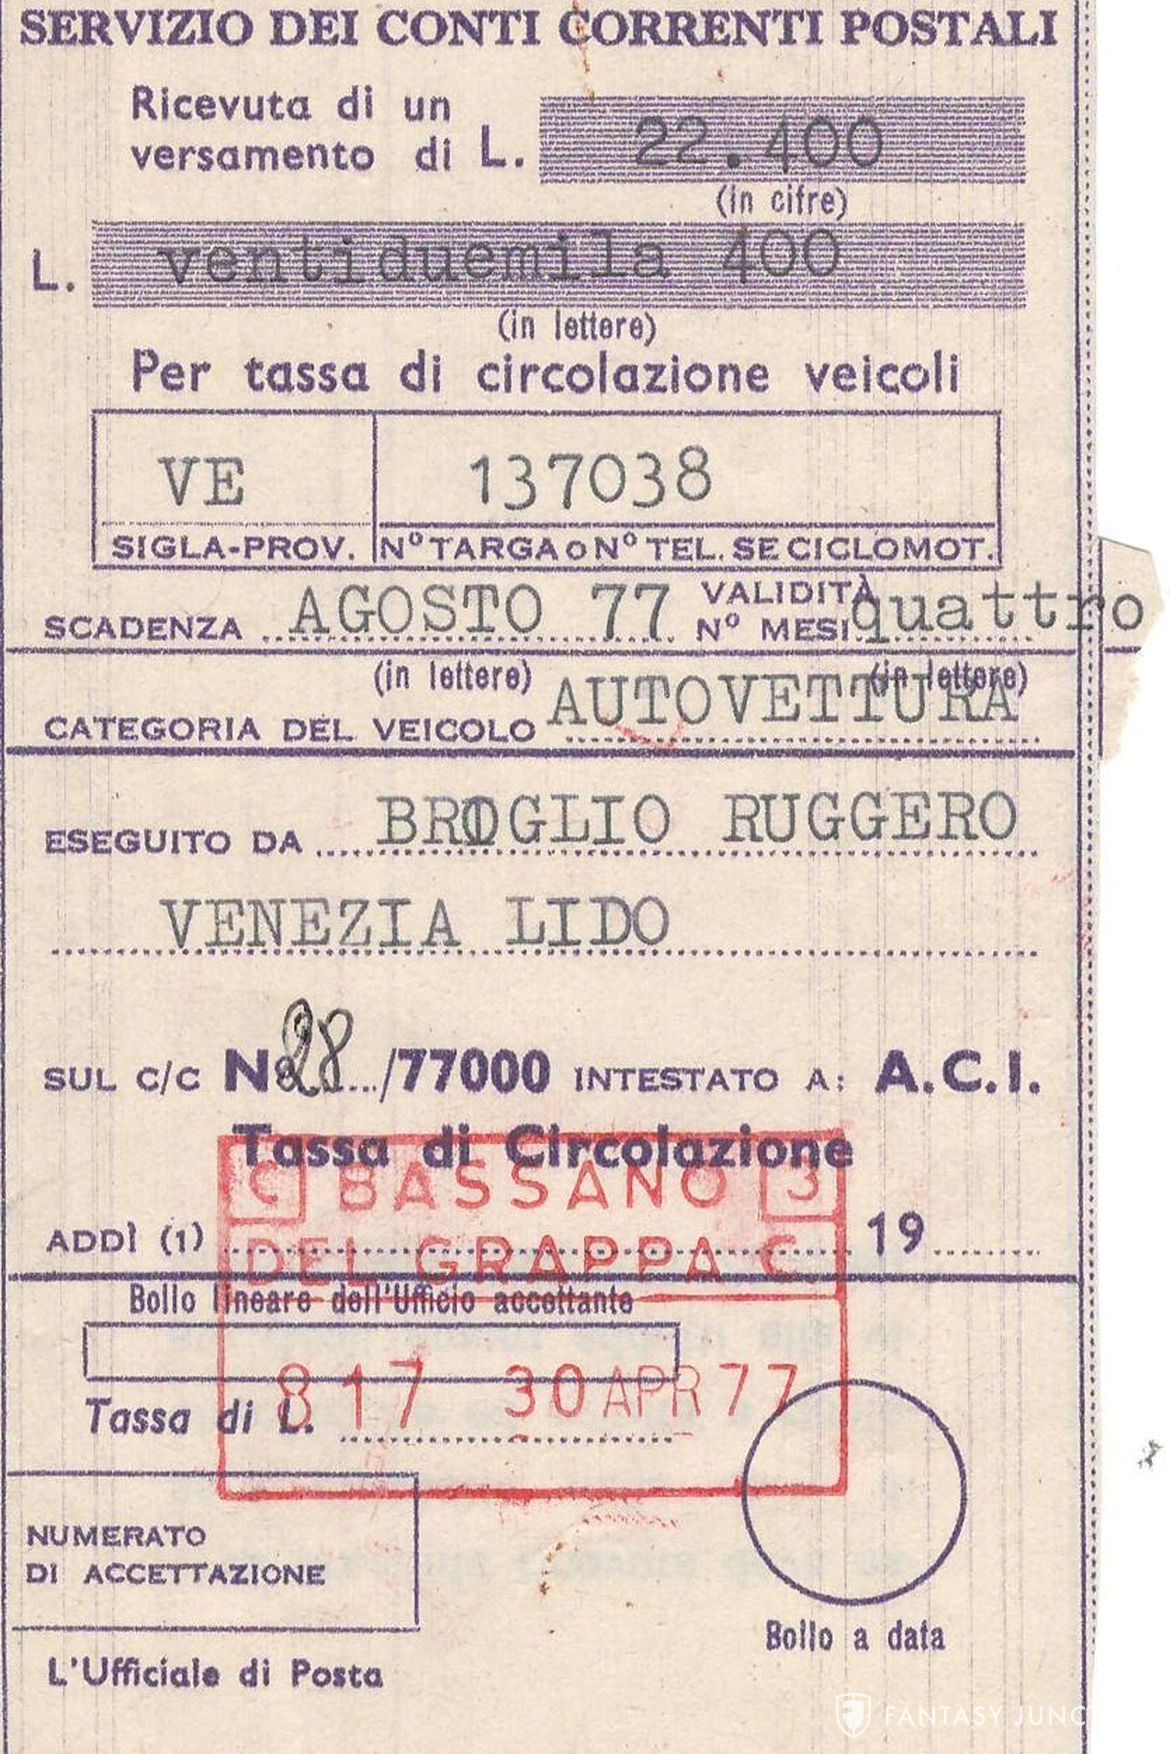 SERVIZIO DEI CONTI CORRENTI POSTALI
Ricevuta di un
versamento di L. 22.400
(in cifre)
L. ventiduemila 400
(in lettere)
Per tassa di circolazione veicoli
VE 137038
SIGLA-PROV. N° TARGA o N° TEL. SE CICLOMOT.
SCADENZA AGOSTO 77 VALIDITÀ N° MESI quattro
(in lettere) (in lettere)
CATEGORIA DEL VEICOLO AUTOVETTURA
ESEGUITO DA BROGLIO RUGGERO
VENEZIA LIDO
SUL C/C N. 28 /77000 INTESTATO A: A.C.I.
Tassa di Circolazione
C BASSANO 3
ADDÌ (1) 19
DEL GRAPPA C.
Bollo lineare dell'Ufficio accettante
817 30 APR 77
Tassa di L.
NUMERATO
DI ACCETTAZIONE
Bollo a data
L'Ufficiale di Posta
FANTASY JUNC